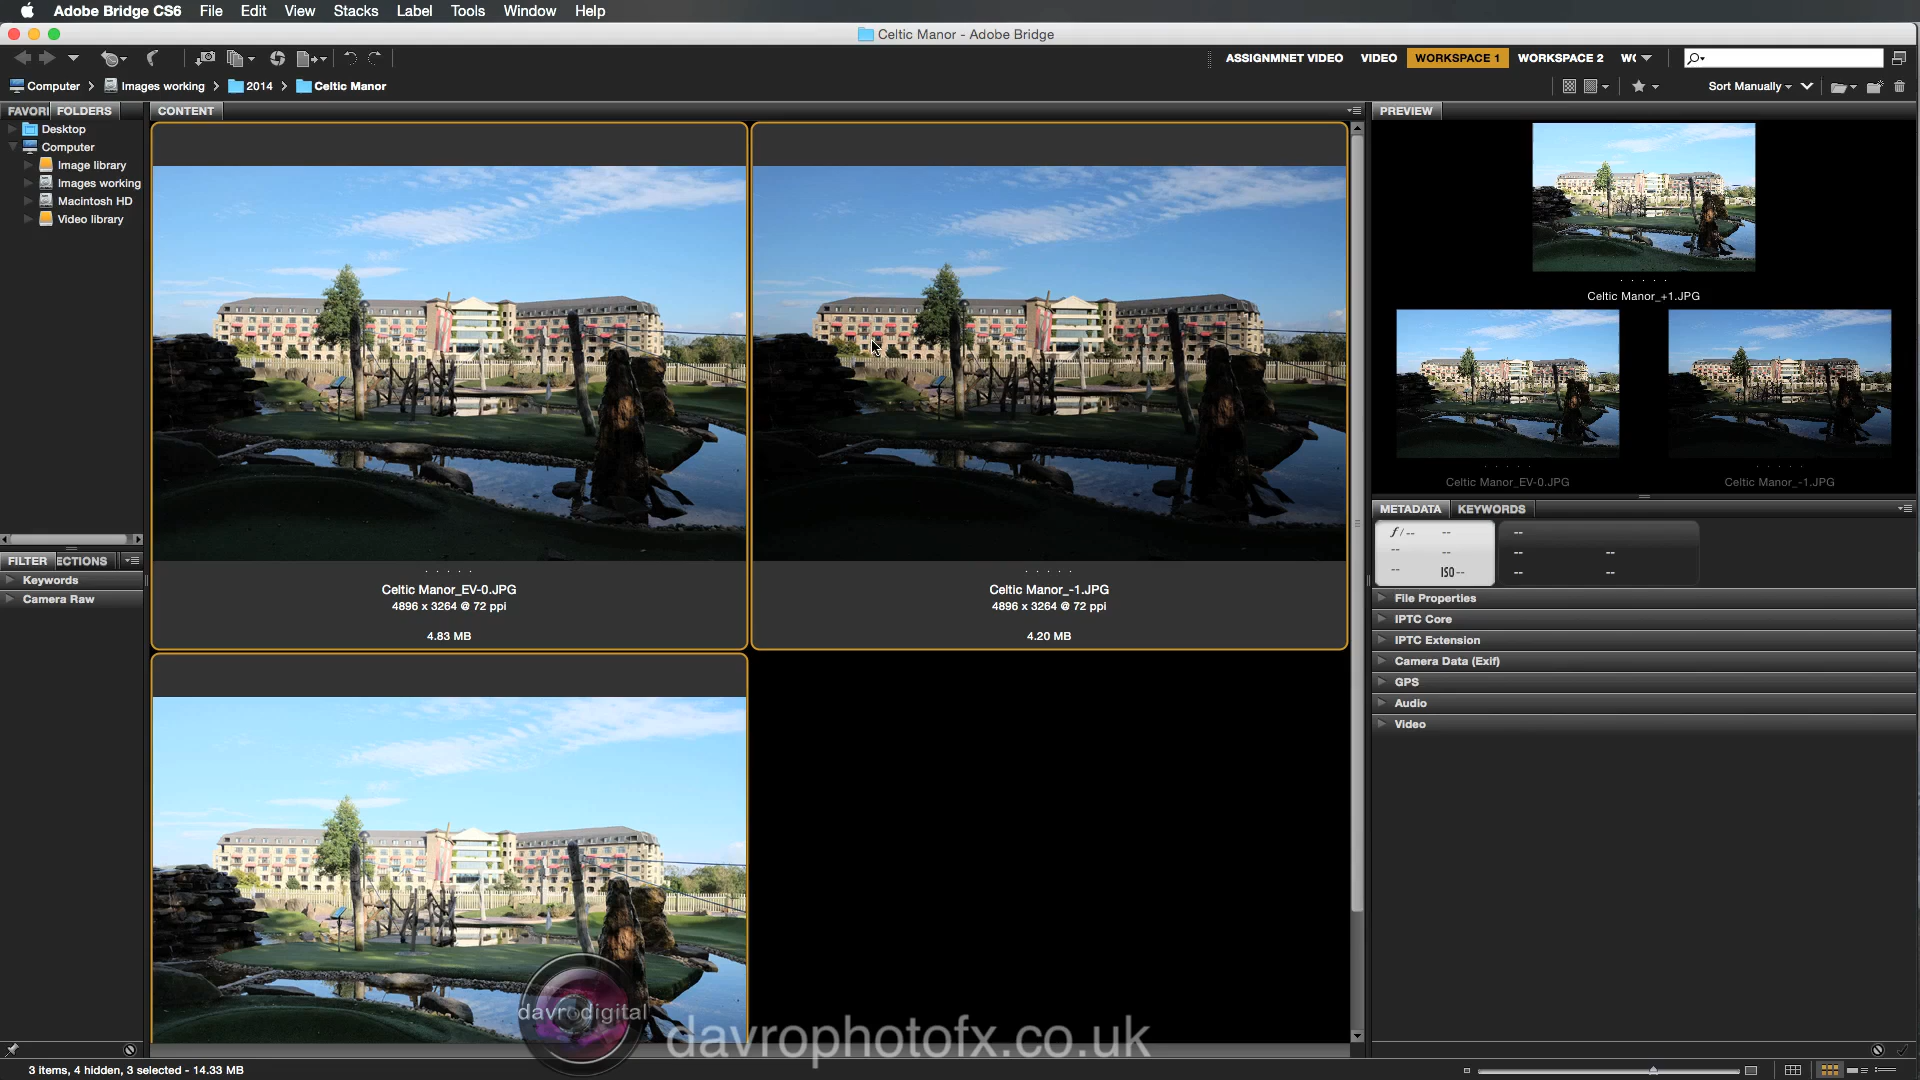 Adobe Bridge CS6 File Edit View Stacks Label Tools Window Help
Celtic Manor - Adobe Bridge
ASSIGNMNET VIDEO VIDEO WORKSPACE 1 WORKSPACE 2 WC
Computer Images working 2014 Celtic Manor
Sort Manually
FAVORI FOLDERS
Desktop
Computer
Image library
Images working
Macintosh HD
Video library
FILTER ECTIONS
Keywords
Camera Raw
CONTENT
Celtic Manor_EV-0.JPG
4896 x 3264 @ 72 ppi
4.83 MB
Celtic Manor_-1.JPG
4896 x 3264 @ 72 ppi
4.20 MB
PREVIEW
Celtic Manor_+1.JPG
Celtic Manor_EV-0.JPG
Celtic Manor_-1.JPG
METADATA KEYWORDS
f/-- -- --
-- -- -- --
-- ISO-- -- --
File Properties
IPTC Core
IPTC Extension
Camera Data (Exif)
GPS
Audio
Video
davrodigital
davrophotofx.co.uk
3 items, 4 hidden, 3 selected - 14.33 MB